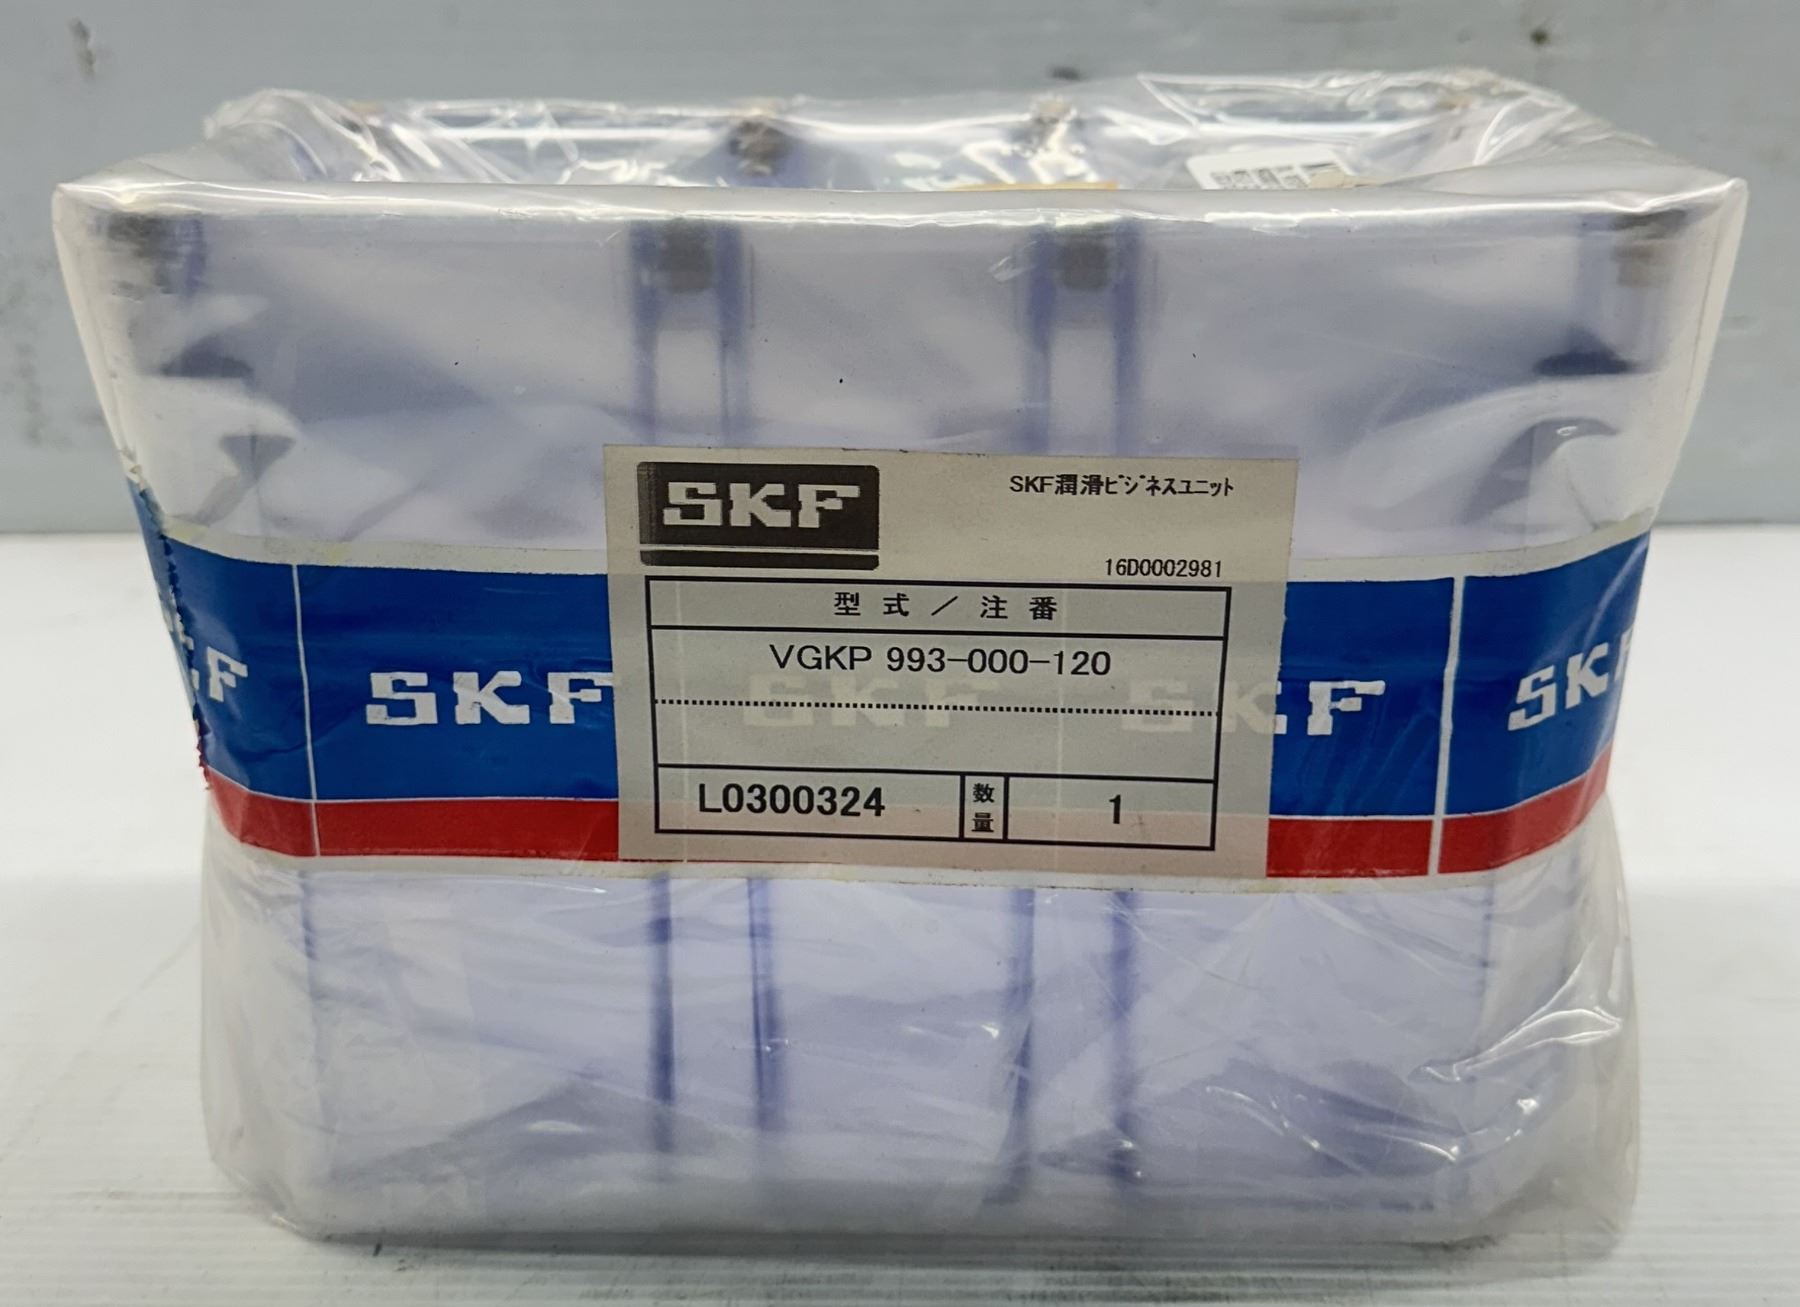 SKF
SKF潤滑ビジネスユニット
16D0002981
型式／注番
VGKP 993-000-120
SKF SKF SKF SKF
L0300324 数量 1